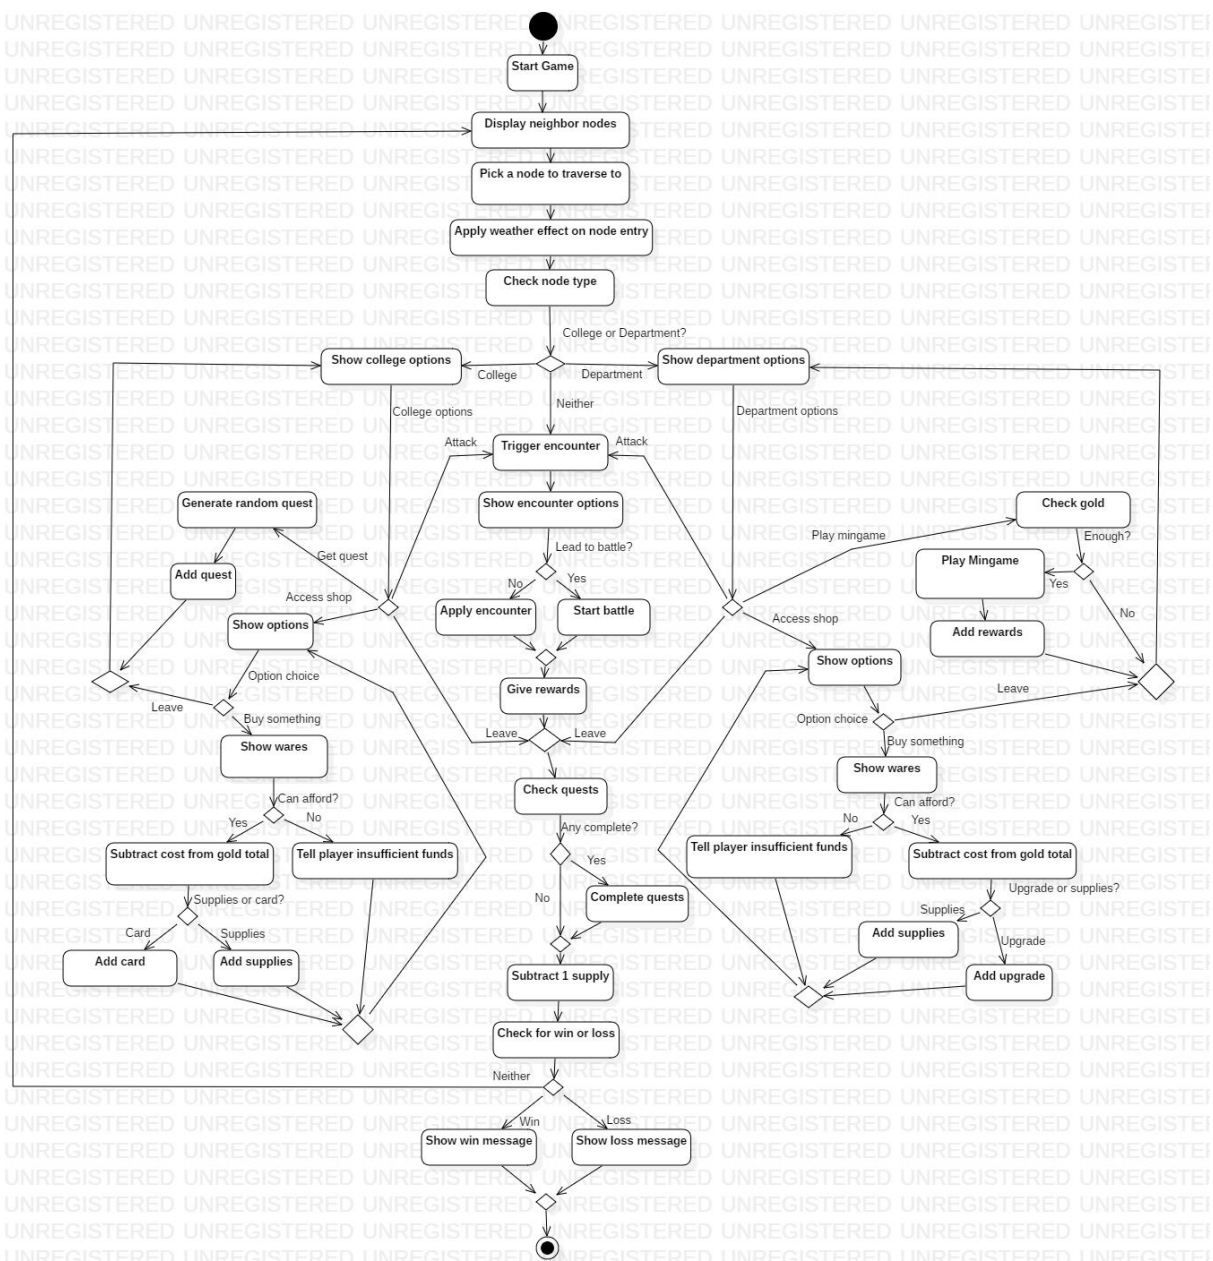 Start Game
Display neighbor nodes
Pick a node to traverse to
Apply weather effect on node entry
Check node type
College or Department?
Show college options
Show department options
College
Department
Neither
College options
Department options
Attack
Trigger encounter
Attack
Generate random quest
Show encounter options
Check gold
Play mingame
Enough?
Get quest
Lead to battle?
Play Mingame
Add quest
No
Yes
Yes
Access shop
Apply encounter
Start battle
No
Show options
Access shop
Add rewards
Show options
Option choice
Give rewards
Leave
Leave
Buy something
Option choice
Leave
Leave
Show wares
Buy something
Show wares
Check quests
Can afford?
Can afford?
Yes
No
Any complete?
No
Yes
Subtract cost from gold total
Tell player insufficient funds
Tell player insufficient funds
Subtract cost from gold total
Yes
Upgrade or supplies?
Supplies or card?
No
Complete quests
Supplies
Card
Supplies
Add supplies
Upgrade
Add card
Add supplies
Subtract 1 supply
Add upgrade
Check for win or loss
Neither
Win
Loss
Show win message
Show loss message
UNREGISTERED